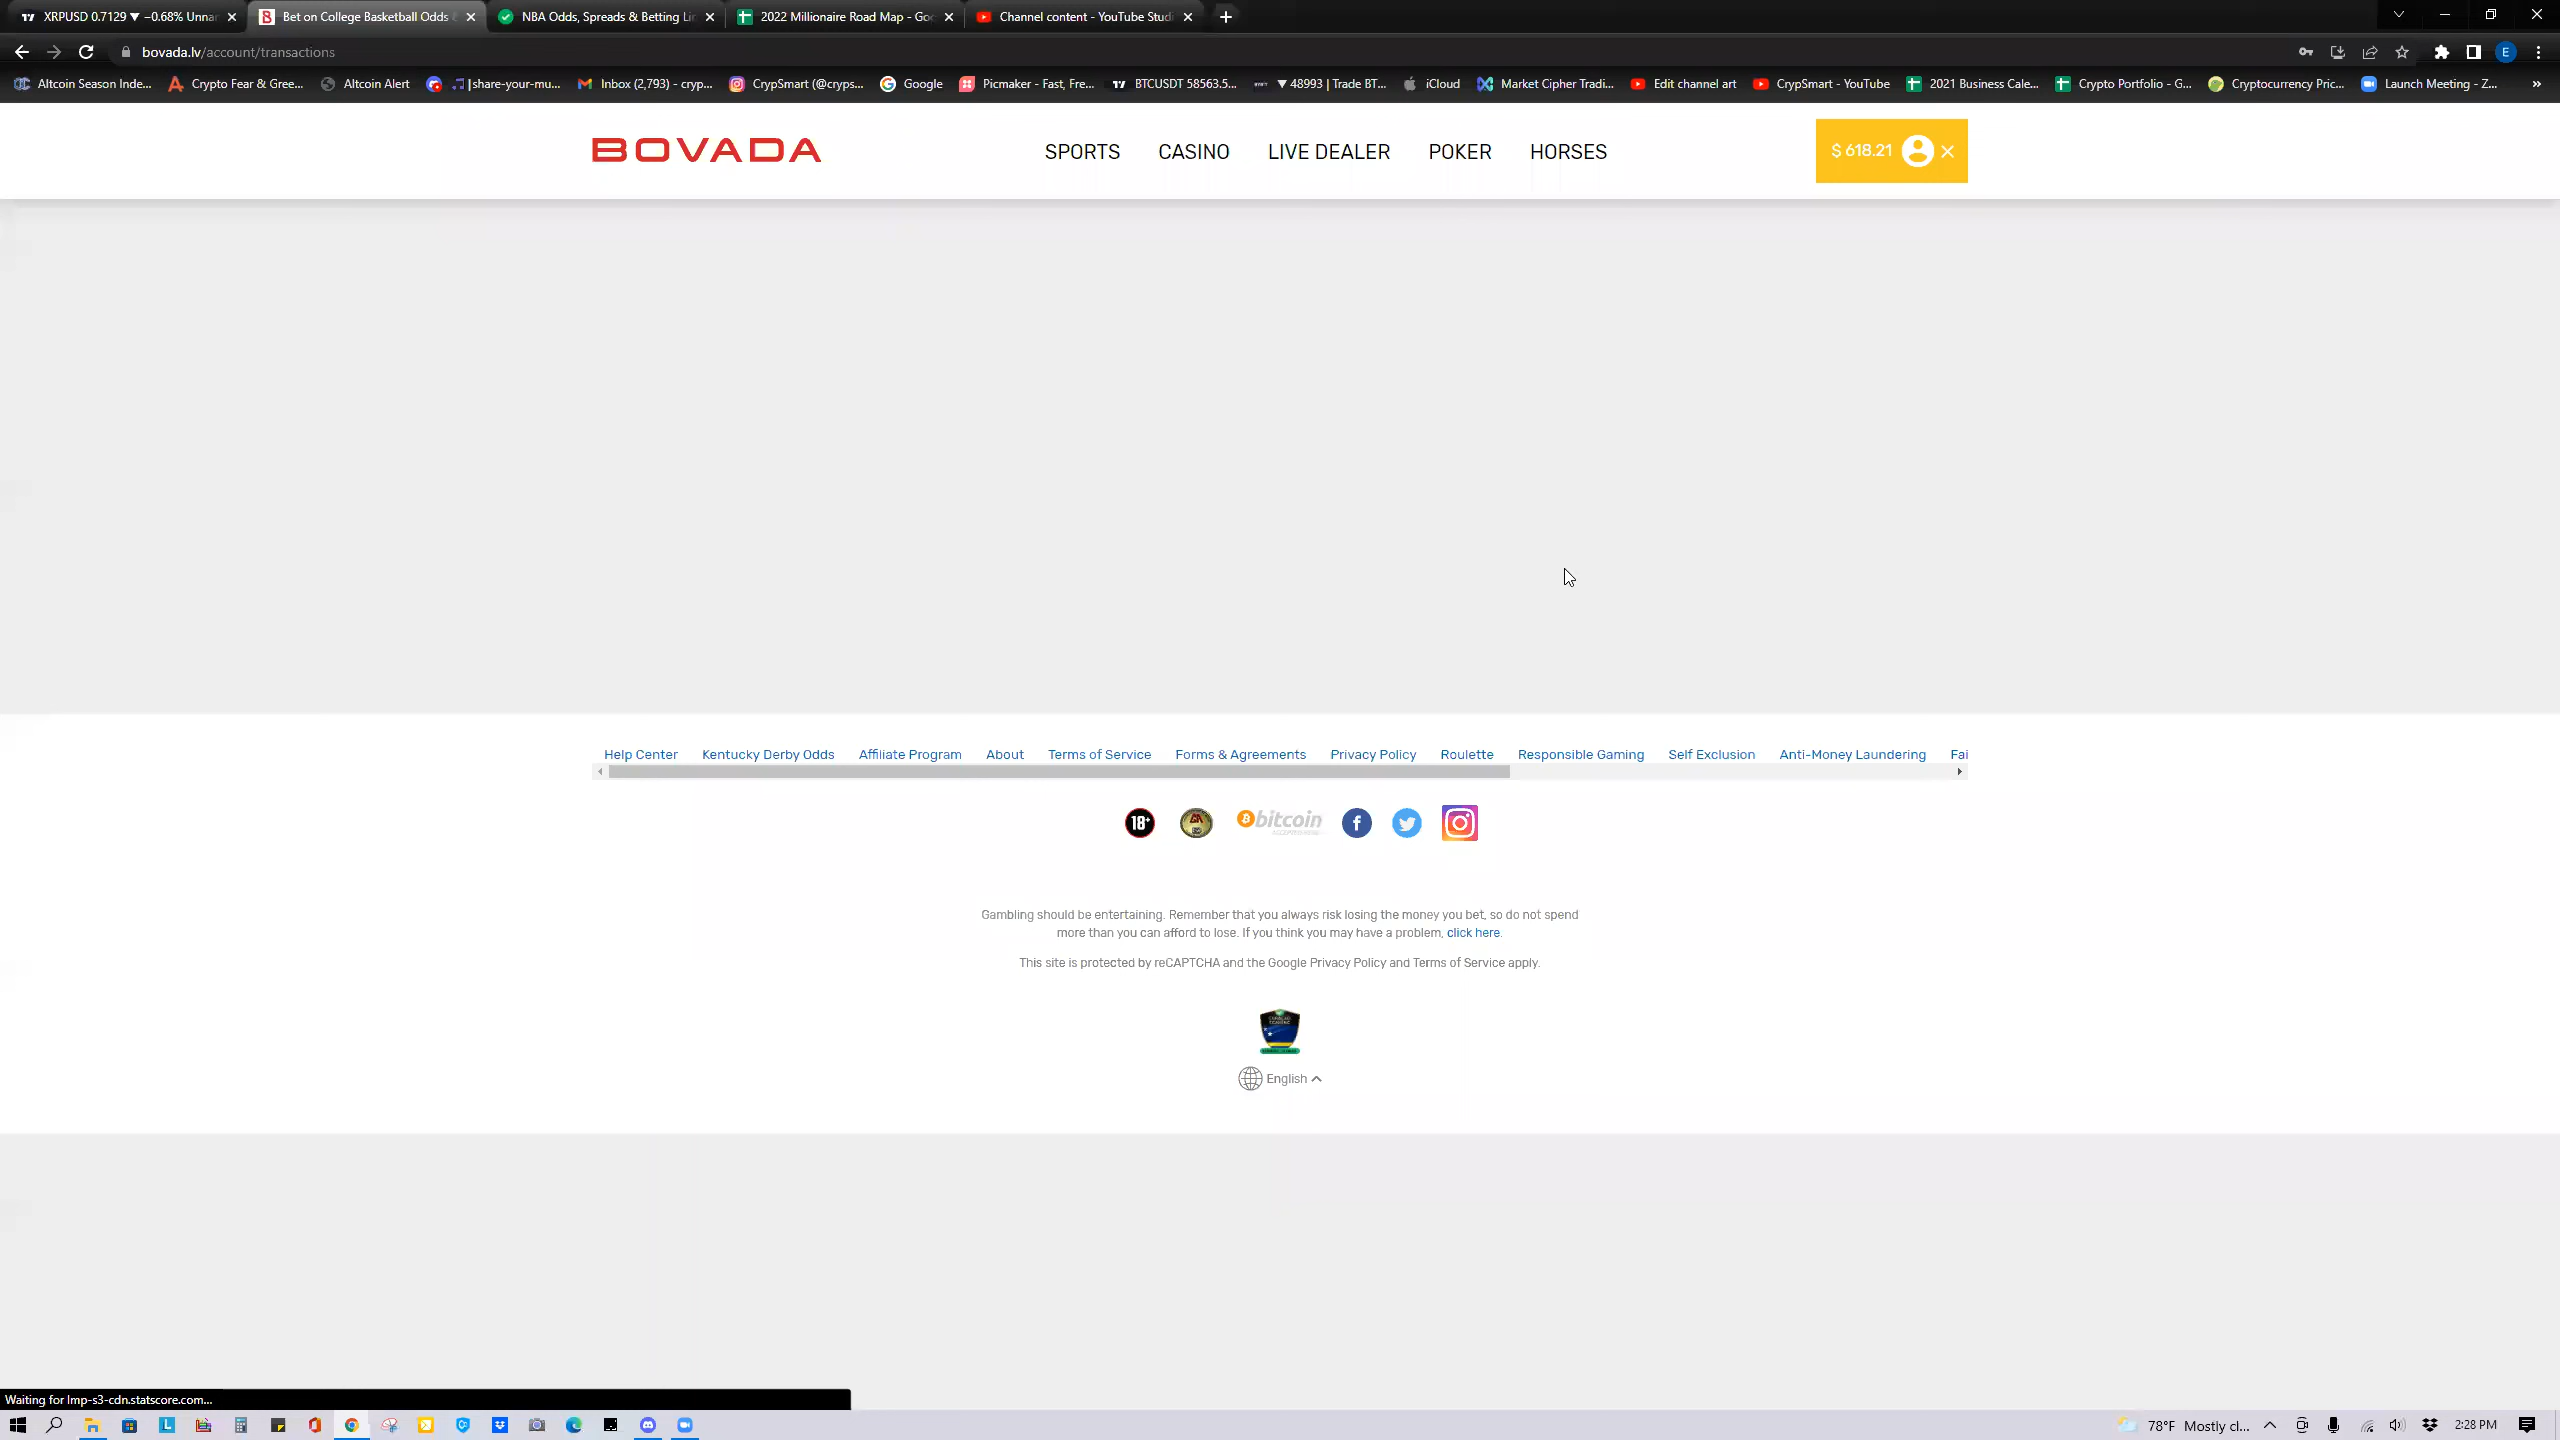 XRPUSD 0.7129 ▼ −0.68% Unnar
Bet on College Basketball Odds &
NBA Odds, Spreads & Betting Lin
2022 Millionaire Road Map - Goo
Channel content - YouTube Studi
bovada.lv/account/transactions
E
Altcoin Season Inde...
Crypto Fear & Gree...
Altcoin Alert
|share-your-mu...
Inbox (2,793) - cryp...
CrypSmart (@cryps...
Google
Picmaker - Fast, Fre...
BTCUSDT 58563.5...
▼ 48993 | Trade BT...
iCloud
Market Cipher Tradi...
Edit channel art
CrypSmart - YouTube
2021 Business Cale...
Crypto Portfolio - G...
Cryptocurrency Pric...
Launch Meeting - Z...
BOVADA
SPORTS
CASINO
LIVE DEALER
POKER
HORSES
$ 618.21
Help Center
Kentucky Derby Odds
Affiliate Program
About
Terms of Service
Forms & Agreements
Privacy Policy
Roulette
Responsible Gaming
Self Exclusion
Anti-Money Laundering
Fai
18+
bitcoin
Gambling should be entertaining. Remember that you always risk losing the money you bet, so do not spend
more than you can afford to lose. If you think you may have a problem, click here.
This site is protected by reCAPTCHA and the Google Privacy Policy and Terms of Service apply.
English
Waiting for lmp-s3-cdn.statscore.com...
78°F Mostly cl...
2:28 PM